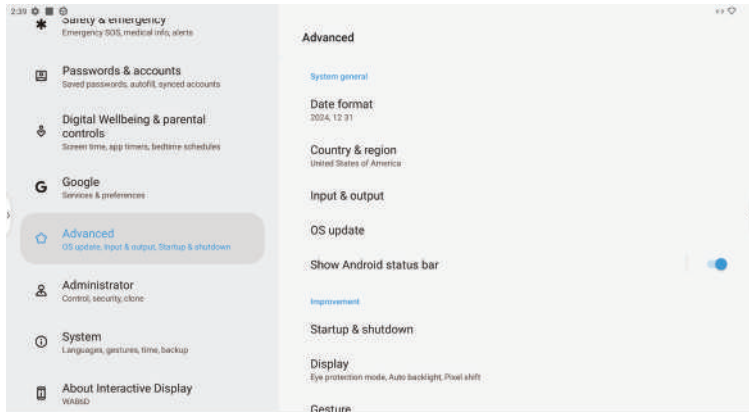 2:39
Safety & emergency
Emergency SOS, medical info, alerts
Passwords & accounts
Saved passwords, autofill, synced accounts
Digital Wellbeing & parental
controls
Screen time, app timers, bedtime schedules
Google
Services & preferences
Advanced
OS update, Input & output, Startup & shutdown
Administrator
Control, security, clone
System
Languages, gestures, time, backup
About Interactive Display
Advanced
System general
Date format
2024, 12 31
Country & region
United States of America
Input & output
OS update
Show Android status bar
Improvement
Startup & shutdown
Display
Eye protection mode, Auto backlight, Pixel shift
Gesture